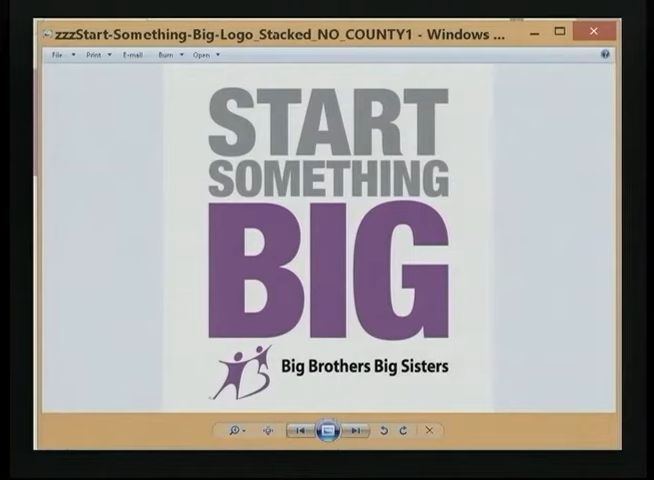 zzzStart-Something-Big-Logo_Stacked_NO_COUNTY1 - Windows ...
File Print E-mail Burn Open
START
SOMETHING
BIG
Big Brothers Big Sisters